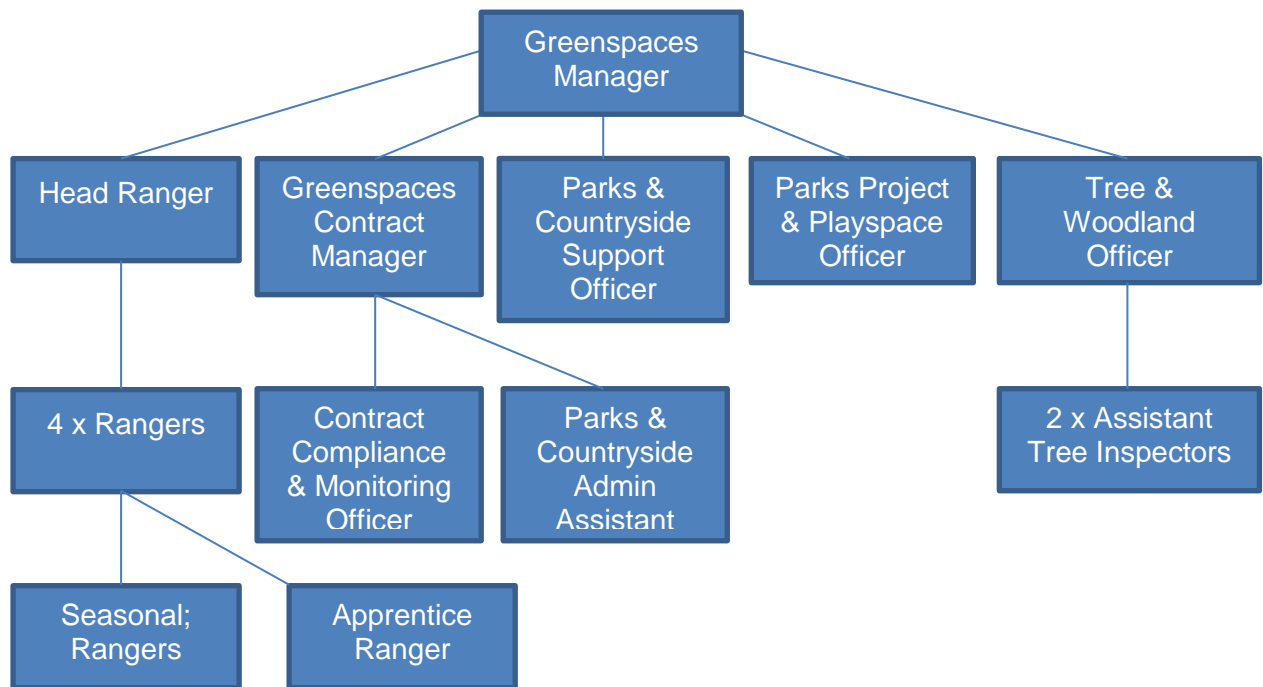 Greenspaces
Manager
Head Ranger
Greenspaces
Contract
Manager
Parks &
Countryside
Support
Officer
Parks Project
& Playspace
Officer
Tree &
Woodland
Officer
4 x Rangers
Contract
Compliance
& Monitoring
Officer
Parks &
Countryside
Admin
Assistant
2 x Assistant
Tree Inspectors
Seasonal;
Rangers
Apprentice
Ranger